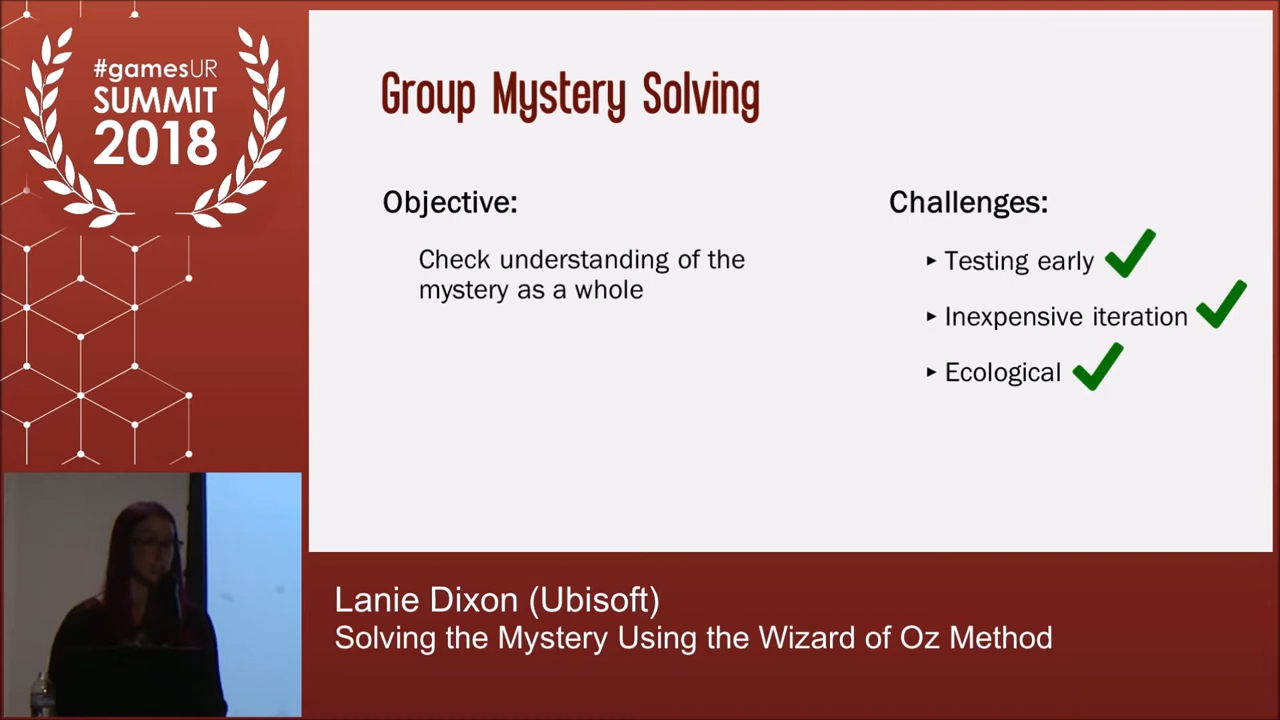 #gamesUR
SUMMIT
2018
Group Mystery Solving
Objective:
Check understanding of the
mystery as a whole
Challenges:
▸ Testing early
▸ Inexpensive iteration
▸ Ecological
Lanie Dixon (Ubisoft)
Solving the Mystery Using the Wizard of Oz Method